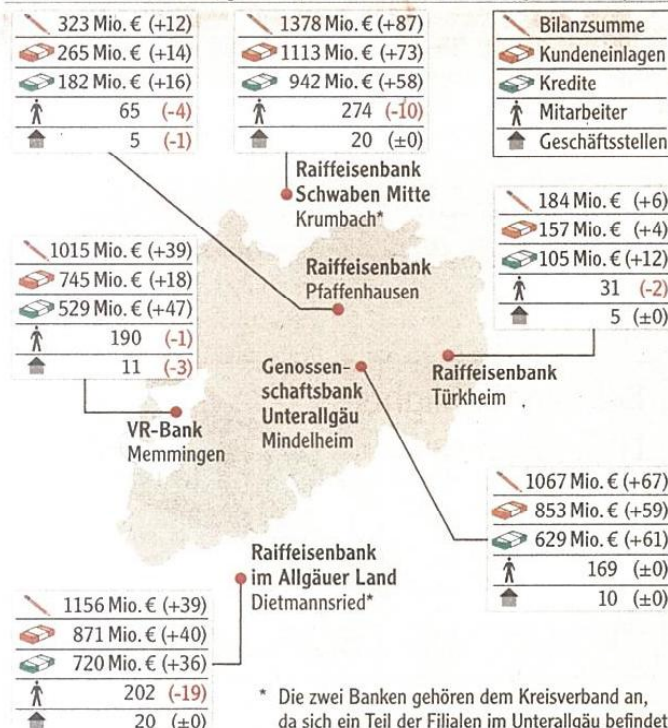 323 Mio. € (+12)
265 Mio. € (+14)
182 Mio. € (+16)
65 (-4)
5 (-1)
1378 Mio. € (+87)
1113 Mio. € (+73)
942 Mio. € (+58)
274 (-10)
20 (±0)
Bilanzsumme
Kundeneinlagen
Kredite
Mitarbeiter
Geschäftsstellen
Raiffeisenbank
Schwaben Mitte
Krumbach*
184 Mio. € (+6)
157 Mio. € (+4)
105 Mio. € (+12)
31 (-2)
5 (±0)
1015 Mio. € (+39)
745 Mio. € (+18)
529 Mio. € (+47)
190 (-1)
11 (-3)
Raiffeisenbank
Pfaffenhausen
Genossen-
schaftsbank
Unterallgäu
Mindelheim
Raiffeisenbank
Türkheim
VR-Bank
Memmingen
1067 Mio. € (+67)
853 Mio. € (+59)
629 Mio. € (+61)
169 (±0)
10 (±0)
Raiffeisenbank
im Allgäuer Land
Dietmannsried*
1156 Mio. € (+39)
871 Mio. € (+40)
720 Mio. € (+36)
202 (-19)
20 (±0)
* Die zwei Banken gehören dem Kreisverband an,
da sich ein Teil der Filialen im Unterallgäu befindet